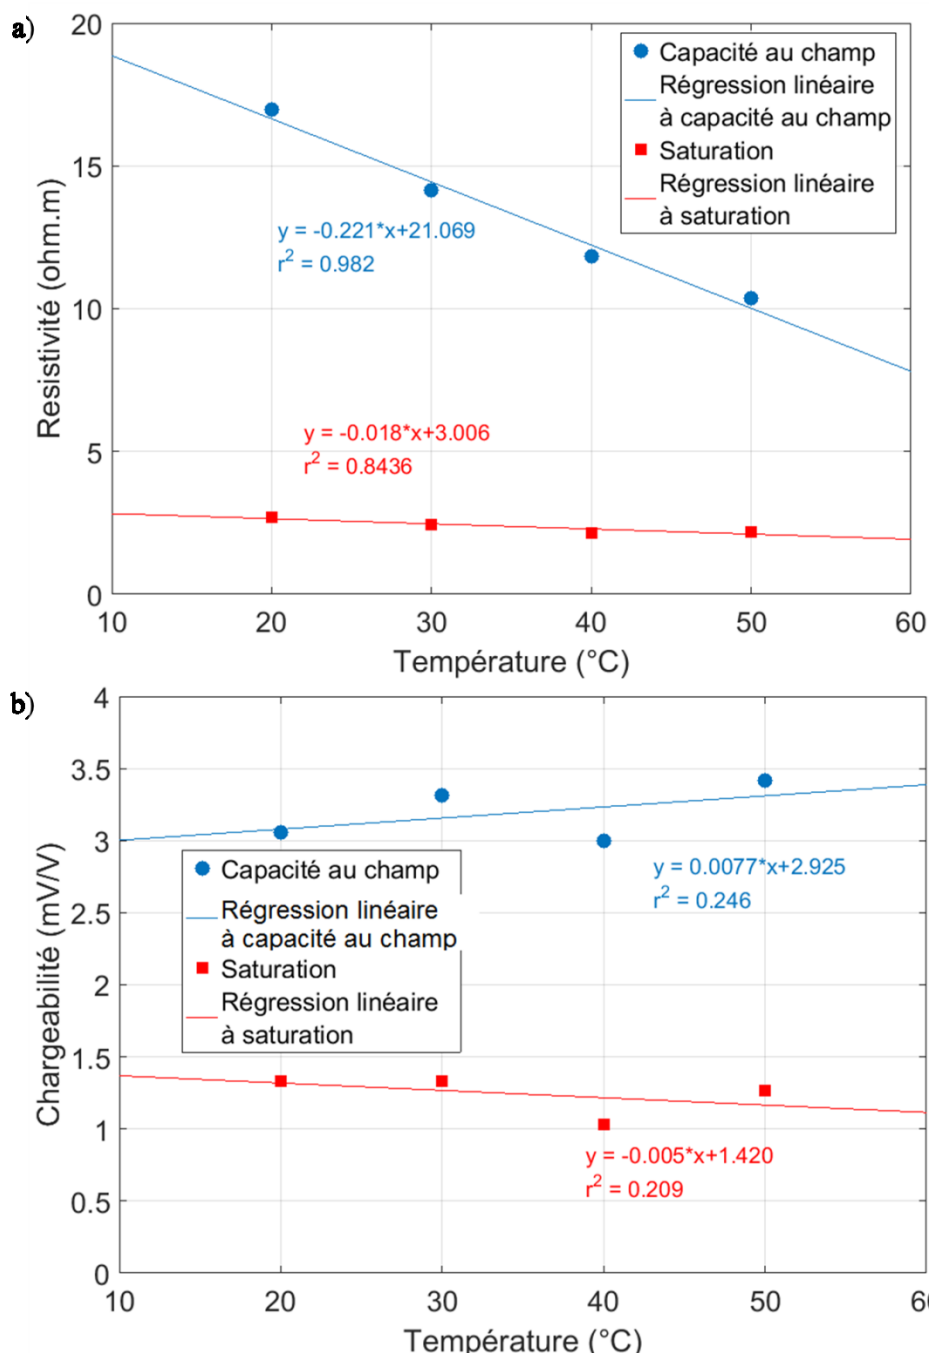 a)
20
15
10
5
0
Resistivité (ohm.m)
Capacité au champ
Régression linéaire
à capacité au champ
Saturation
Régression linéaire
à saturation
y = -0.221*x+21.069
r2 = 0.982
y = -0.018*x+3.006
r2 = 0.8436
10 20 30 40 50 60
Température (°C)
b)
4
3.5
3
2.5
2
1.5
1
0.5
0
Chargeabilité (mV/V)
y = 0.0077*x+2.925
r2 = 0.246
Capacité au champ
Régression linéaire
à capacité au champ
Saturation
Régression linéaire
à saturation
y = -0.005*x+1.420
r2 = 0.209
10 20 30 40 50 60
Température (°C)